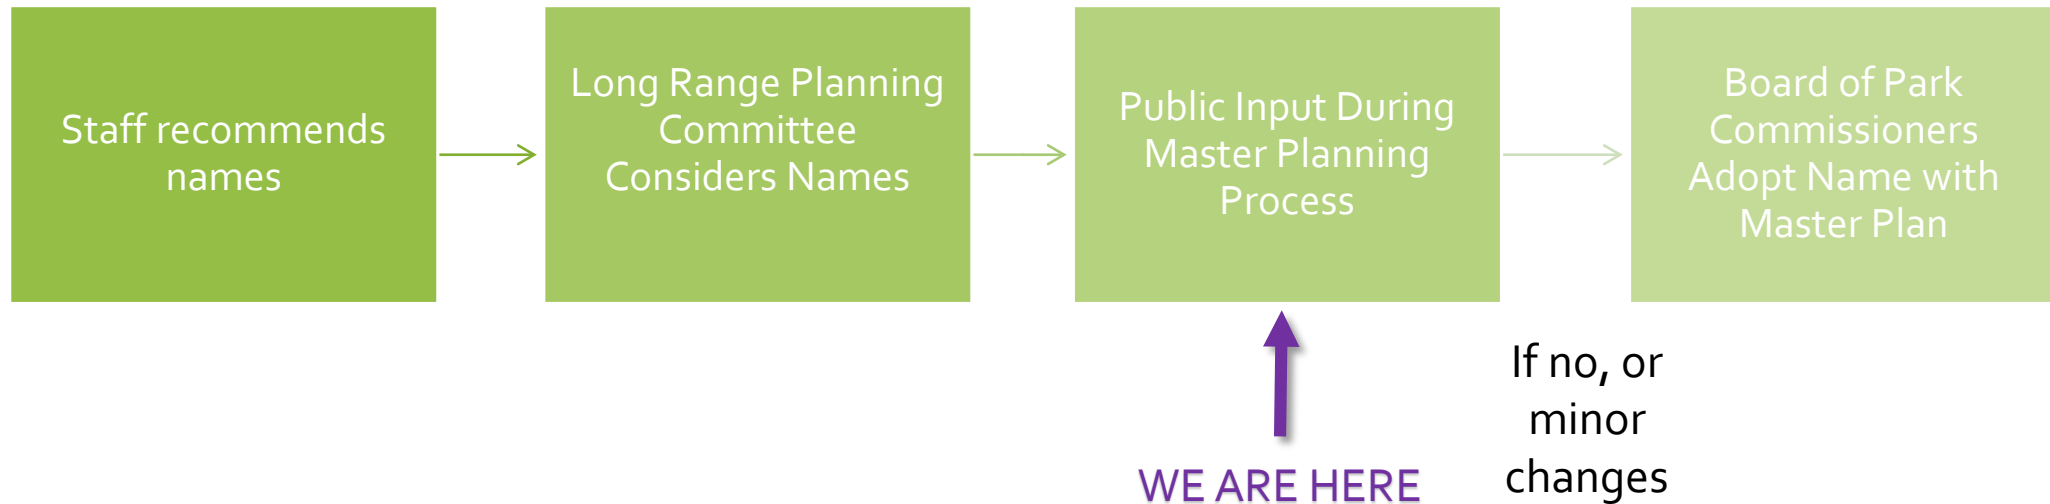 Staff recommends
names
Long Range Planning
Committee
Considers Names
Public Input During
Master Planning
Process
Board of Park
Commissioners
Adopt Name with
Master Plan
WE ARE HERE
If no, or
minor
changes